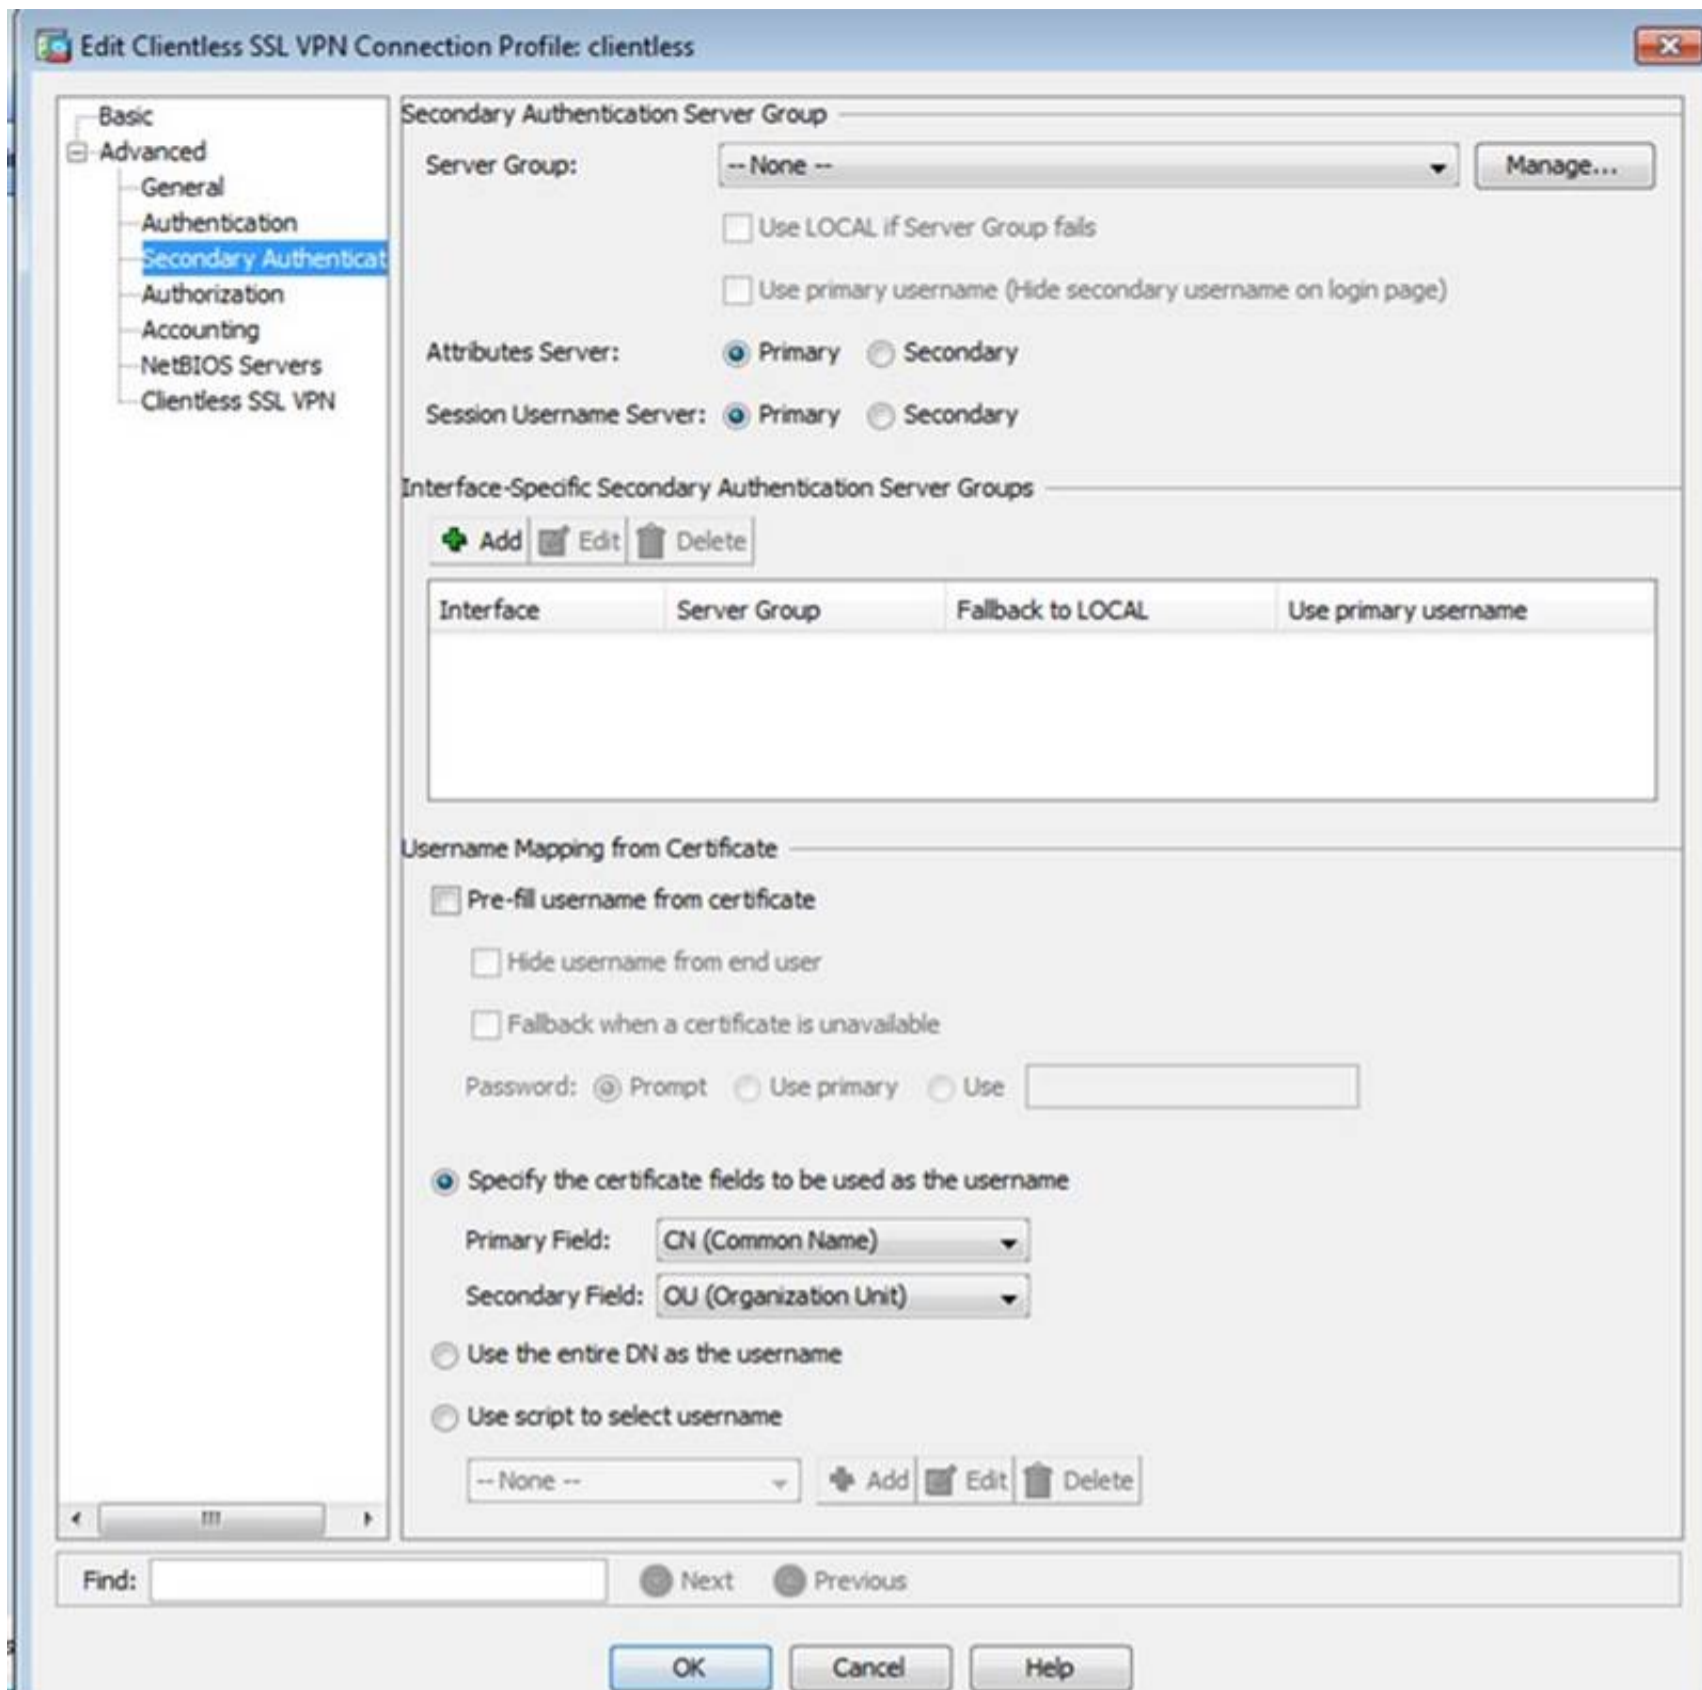 Edit Clientless SSL VPN Connection Profile: clientless
Basic
Advanced
General
Authentication
Secondary Authenticat
Authorization
Accounting
NetBIOS Servers
Clientless SSL VPN
Secondary Authentication Server Group
Server Group: -- None -- Manage...
Use LOCAL if Server Group fails
Use primary username (Hide secondary username on login page)
Attributes Server: Primary Secondary
Session Username Server: Primary Secondary
Interface-Specific Secondary Authentication Server Groups
Add Edit Delete
Interface Server Group Fallback to LOCAL Use primary username
Username Mapping from Certificate
Pre-fill username from certificate
Hide username from end user
Fallback when a certificate is unavailable
Password: Prompt Use primary Use
Specify the certificate fields to be used as the username
Primary Field: CN (Common Name)
Secondary Field: OU (Organization Unit)
Use the entire DN as the username
Use script to select username
-- None -- Add Edit Delete
Find: Next Previous
OK Cancel Help